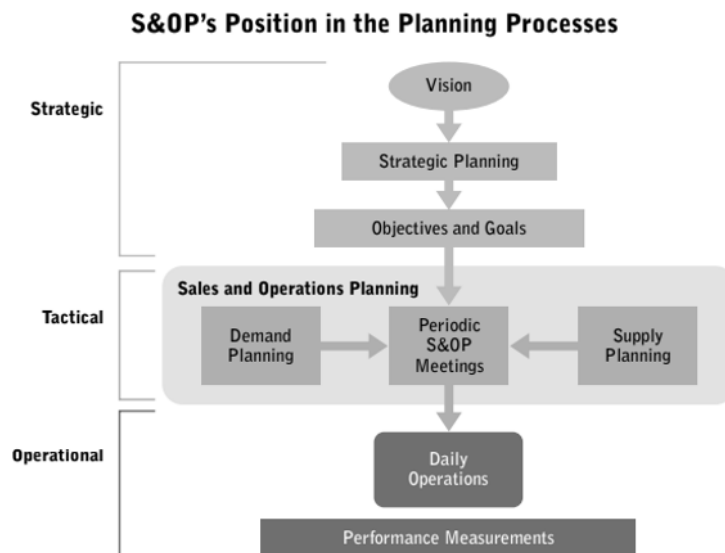 S&OP's Position in the Planning Processes
Strategic
Vision
Strategic Planning
Objectives and Goals
Tactical
Sales and Operations Planning
Demand
Planning
Periodic
S&OP
Meetings
Supply
Planning
Operational
Daily
Operations
Performance Measurements